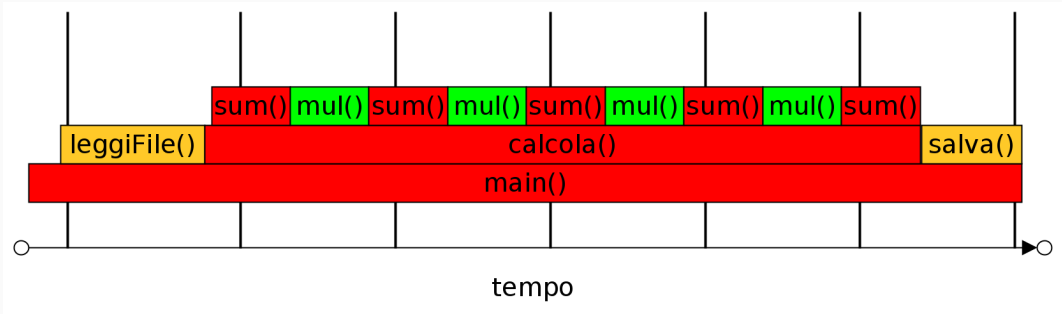 sum() mul() sum() mul() sum() mul() sum() mul() sum()
leggiFile() calcola() salva()
main()
tempo